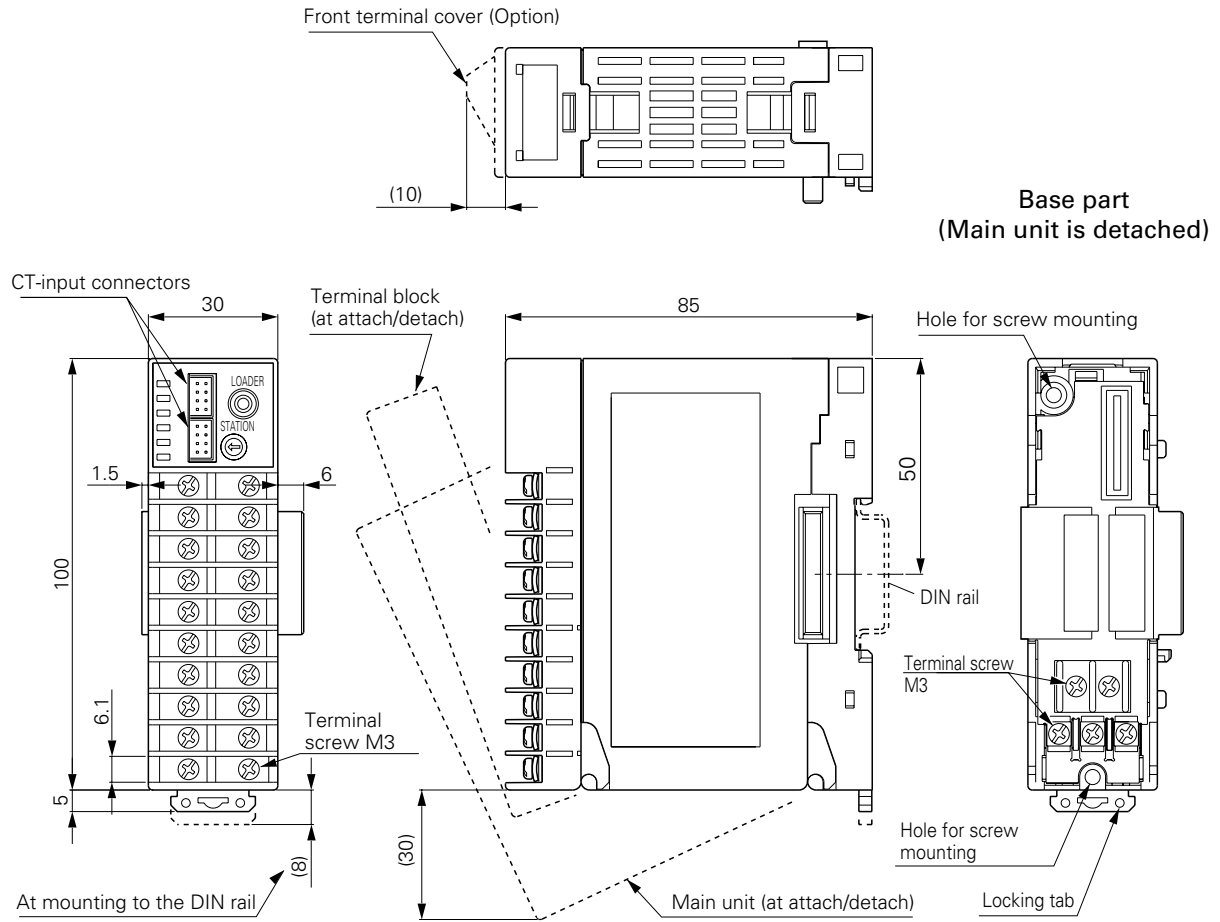 Front terminal cover (Option)
(10)
Base part
(Main unit is detached)
CT-input connectors
30
Terminal block
(at attach/detach)
85
Hole for screw mounting
LOADER
STATION
1.5
6
50
100
DIN rail
Terminal screw
M3
6.1
Terminal
screw M3
5
(8)
(30)
Hole for screw
mounting
At mounting to the DIN rail
Main unit (at attach/detach)
Locking tab